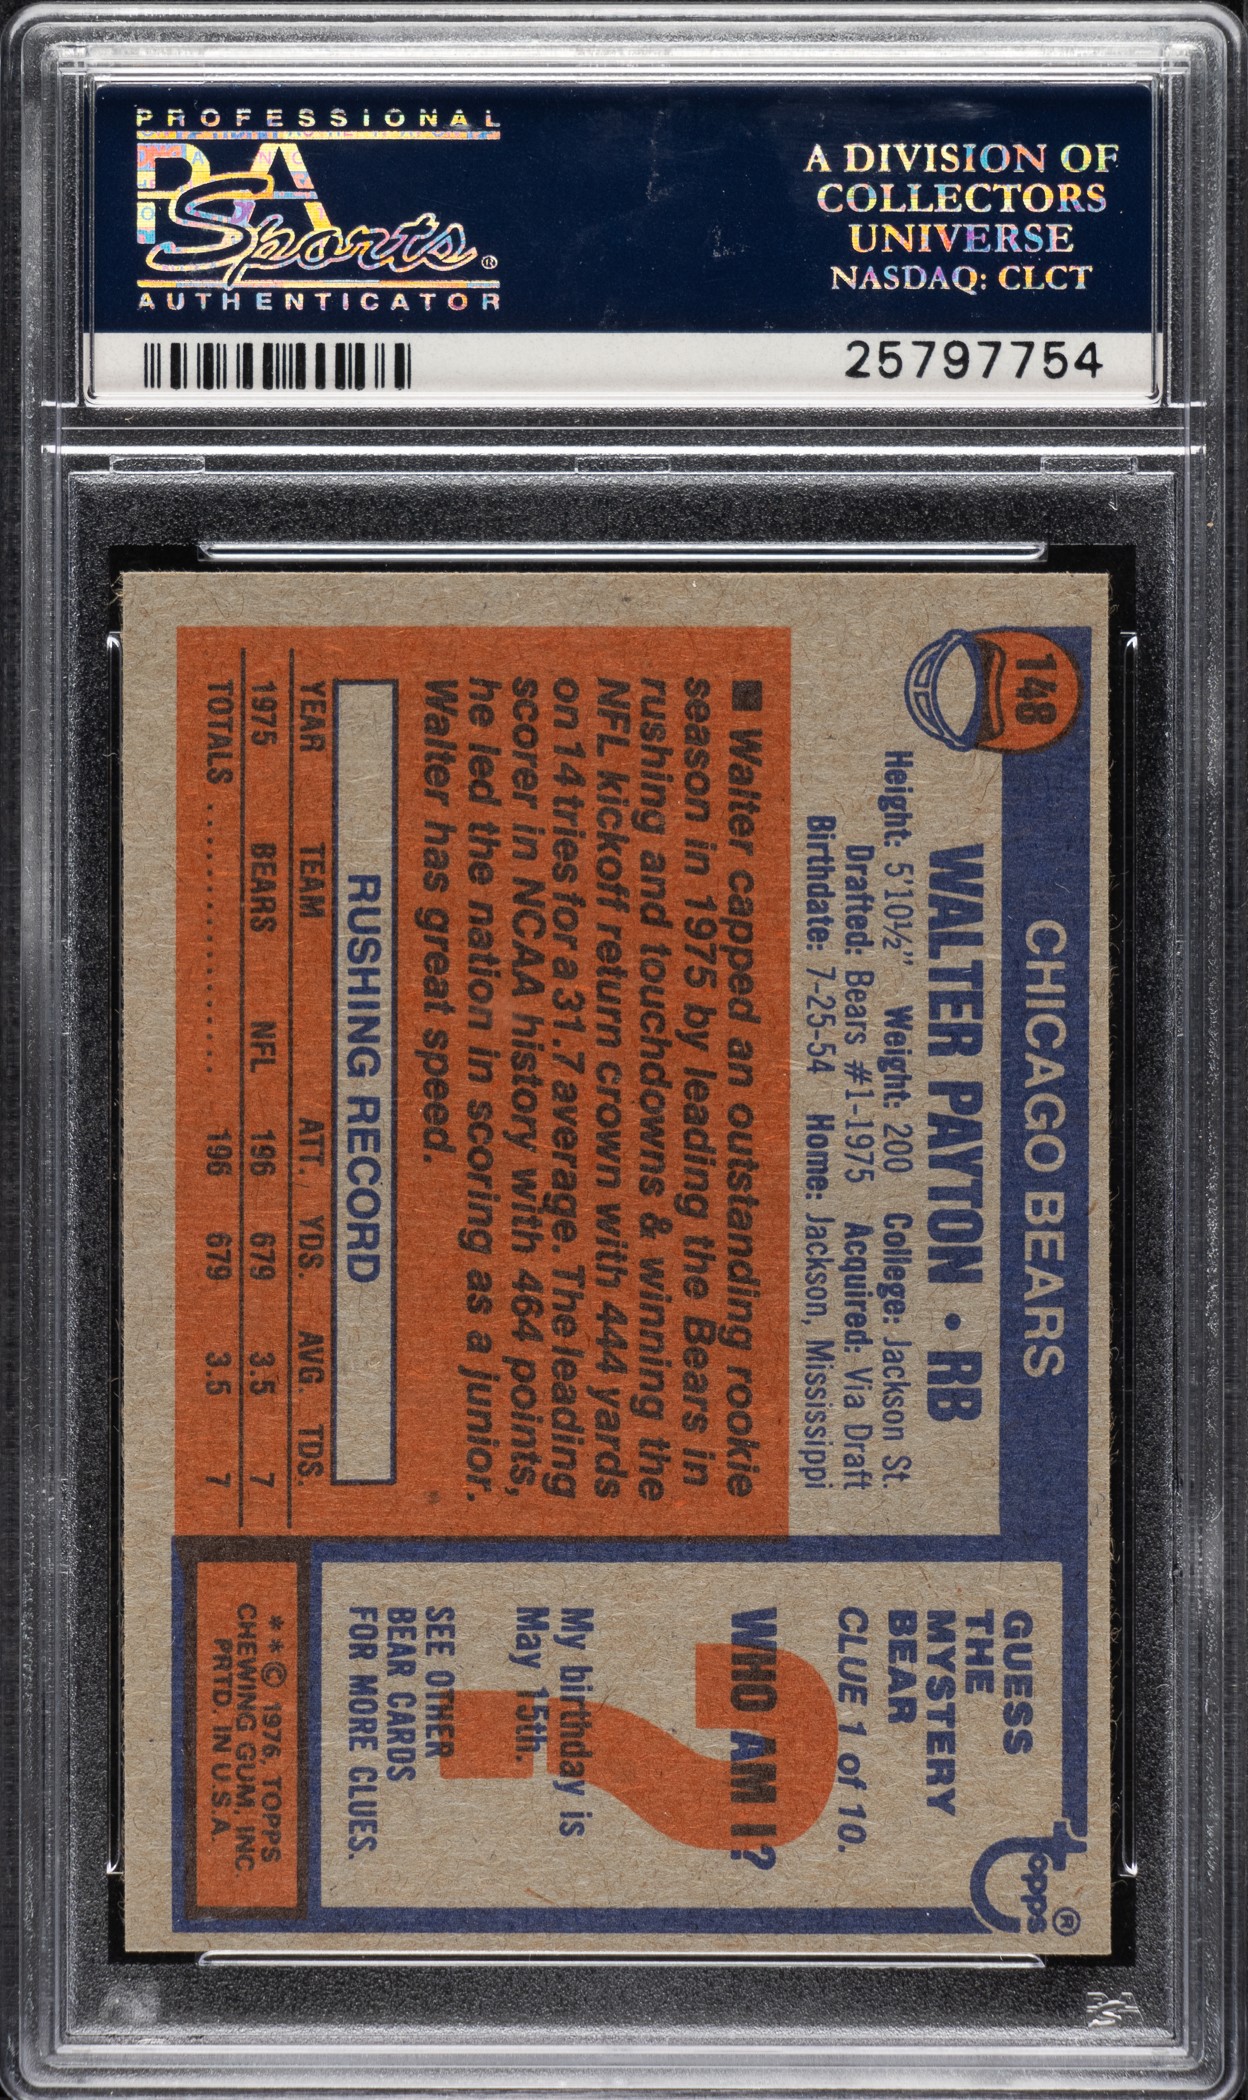 PROFESSIONAL
PSA
Sports®
AUTHENTICATOR
A DIVISION OF
COLLECTORS
UNIVERSE
NASDAQ: CLCT
25797754
148
CHICAGO BEARS
WALTER PAYTON • RB
Height: 5'10½" Weight: 200 College: Jackson St.
Drafted: Bears #1-1975 Acquired: Via Draft
Birthdate: 7-25-54 Home: Jackson, Mississippi
■ Walter capped an outstanding rookie
season in 1975 by leading the Bears in
rushing and touchdowns & winning the
NFL kickoff return crown with 444 yards
on 14 tries for a 31.7 average. The leading
scorer in NCAA history with 464 points,
he led the nation in scoring as a junior.
Walter has great speed.
RUSHING RECORD
YEAR TEAM ATT. YDS. AVG. TDS.
1975 BEARS NFL 196 679 3.5 7
TOTALS .................. 196 679 3.5 7
topps®
GUESS
THE
MYSTERY
BEAR
CLUE 1 of 10.
WHO AM I?
?
My birthday is
May 15th.
SEE OTHER
BEAR CARDS
FOR MORE CLUES.
**© 1976, TOPPS
CHEWING GUM, INC.
PRTD. IN U.S.A.
PSA